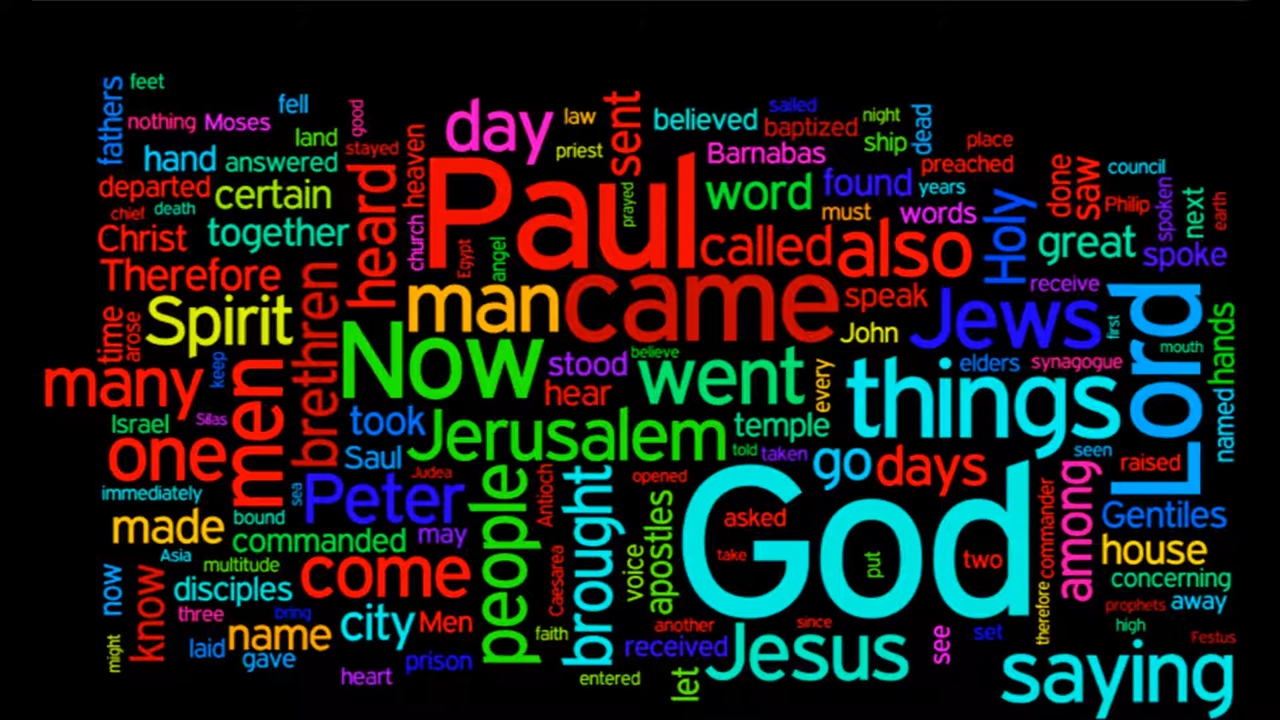 fathers
feet
nothing
Moses
fell
land
good
stayed
hand
answered
departed
certain
chief
death
Christ
together
Therefore
heard
heaven
church
day
law
priest
sent
believed
sailed
baptized
night
ship
dead
place
preached
Barnabas
Paul
prayed
word
found
years
must
words
Egypt
angel
called
also
Holy
done
saw
council
Philip
spoken
next
earth
great
spoke
receive
time
arose
Spirit
brethren
man
came
speak
John
Jews
first
Lord
mouth
hands
many
keep
men
Now
stood
believe
hear
went
every
things
elders
synagogue
named
Israel
Silas
one
took
Jerusalem
temple
told
taken
Saul
Judea
go
days
seen
raised
immediately
sea
Peter
people
Antioch
brought
opened
apostles
God
asked
take
put
two
commander
among
Gentiles
house
made
bound
commanded
may
Asia
multitude
come
Caesarea
voice
concerning
now
know
disciples
three
bring
prophets
away
might
laid
name
gave
city
Men
faith
another
since
therefore
high
Festus
heart
prison
entered
received
let
Jesus
see
set
saying